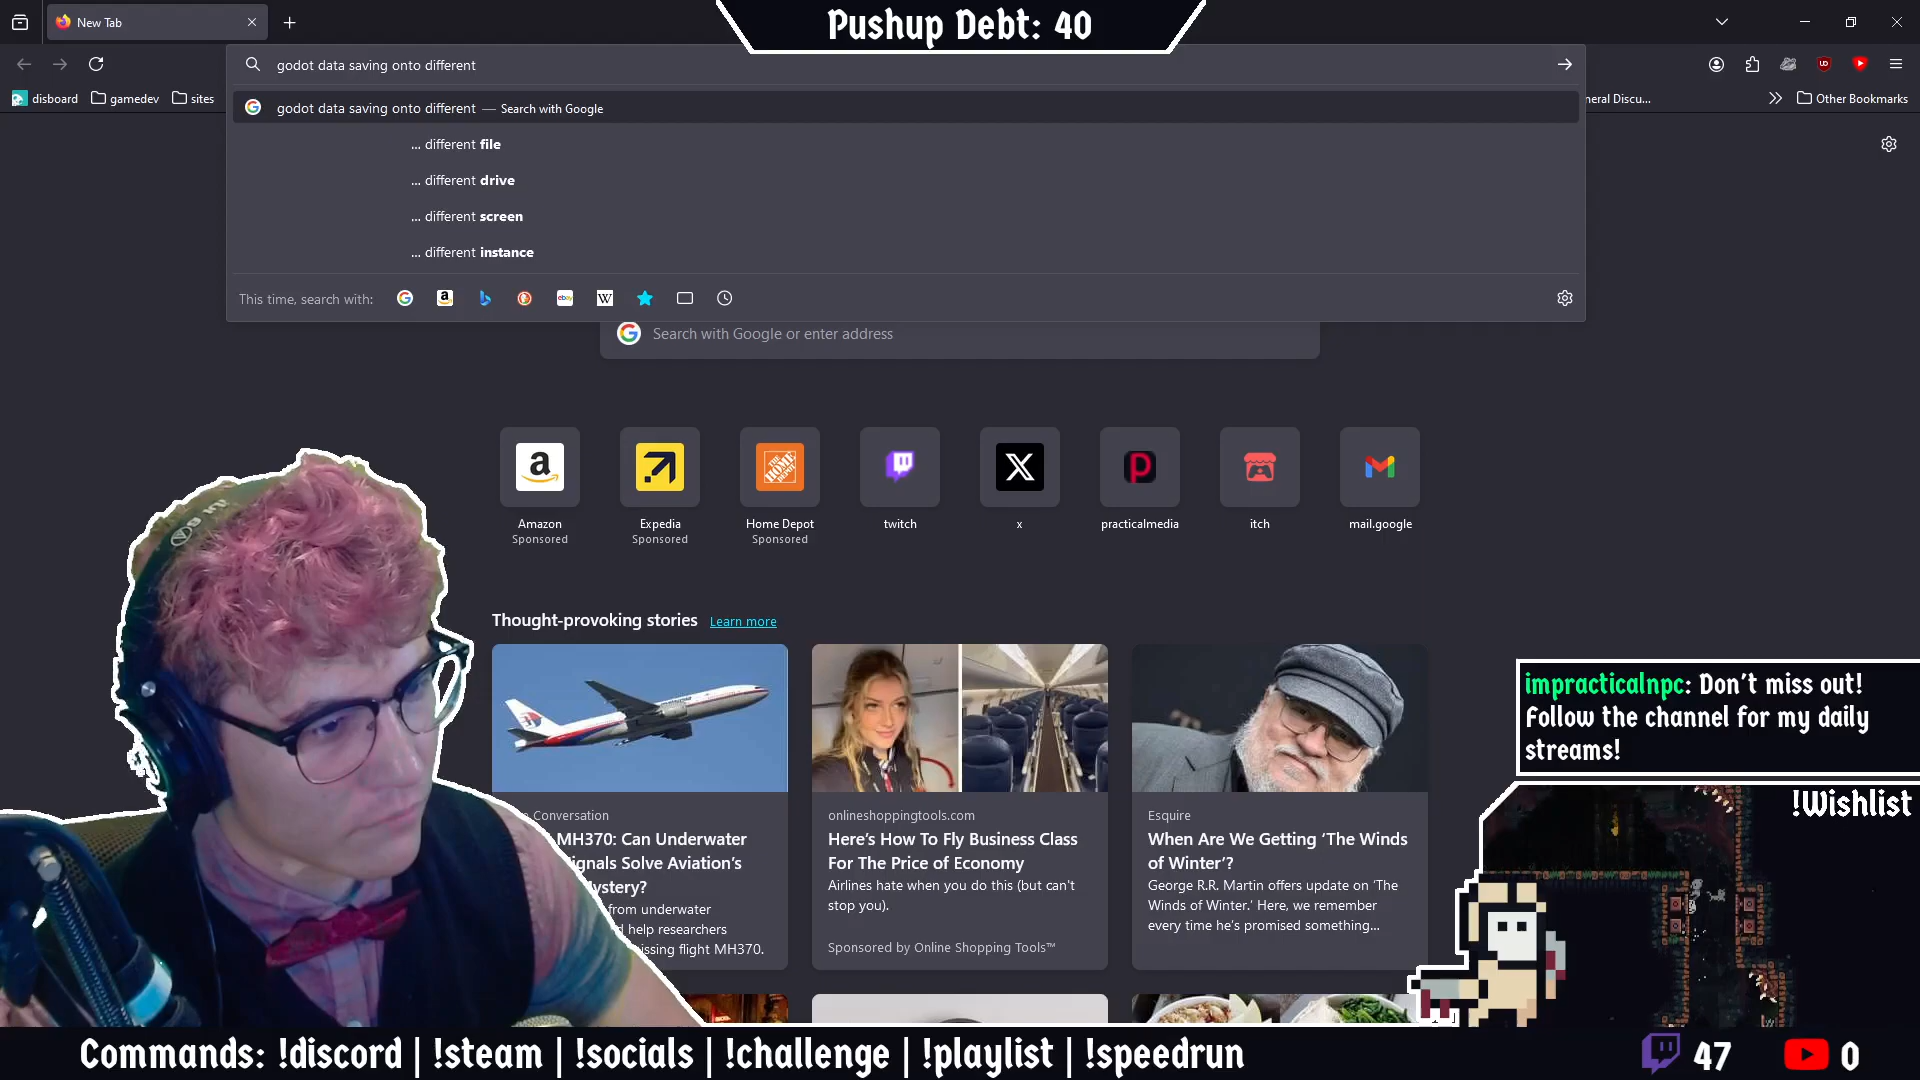 New Tab
Pushup Debt: 40
godot data saving onto different
disboard
gamedev
sites
neral Discu...
Other Bookmarks
godot data saving onto different — Search with Google
... different file
... different drive
... different screen
... different instance
This time, search with:
Search with Google or enter address
Amazon
Sponsored
Expedia
Sponsored
Home Depot
Sponsored
twitch
x
practicalmedia
itch
mail.google
Thought-provoking stories Learn more
Conversation
MH370: Can Underwater
ignals Solve Aviation's
ystery?
from underwater
d help researchers
issing flight MH370.
onlineshoppingtools.com
Here's How To Fly Business Class
For The Price of Economy
Airlines hate when you do this (but can't
stop you).
Sponsored by Online Shopping Tools™
Esquire
When Are We Getting 'The Winds
of Winter'?
George R.R. Martin offers update on 'The
Winds of Winter.' Here, we remember
every time he's promised something...
impracticalnpc: Don't miss out!
Follow the channel for my daily
streams!
!Wishlist
Commands: !discord | !steam | !socials | !challenge | !playlist | !speedrun
47
0